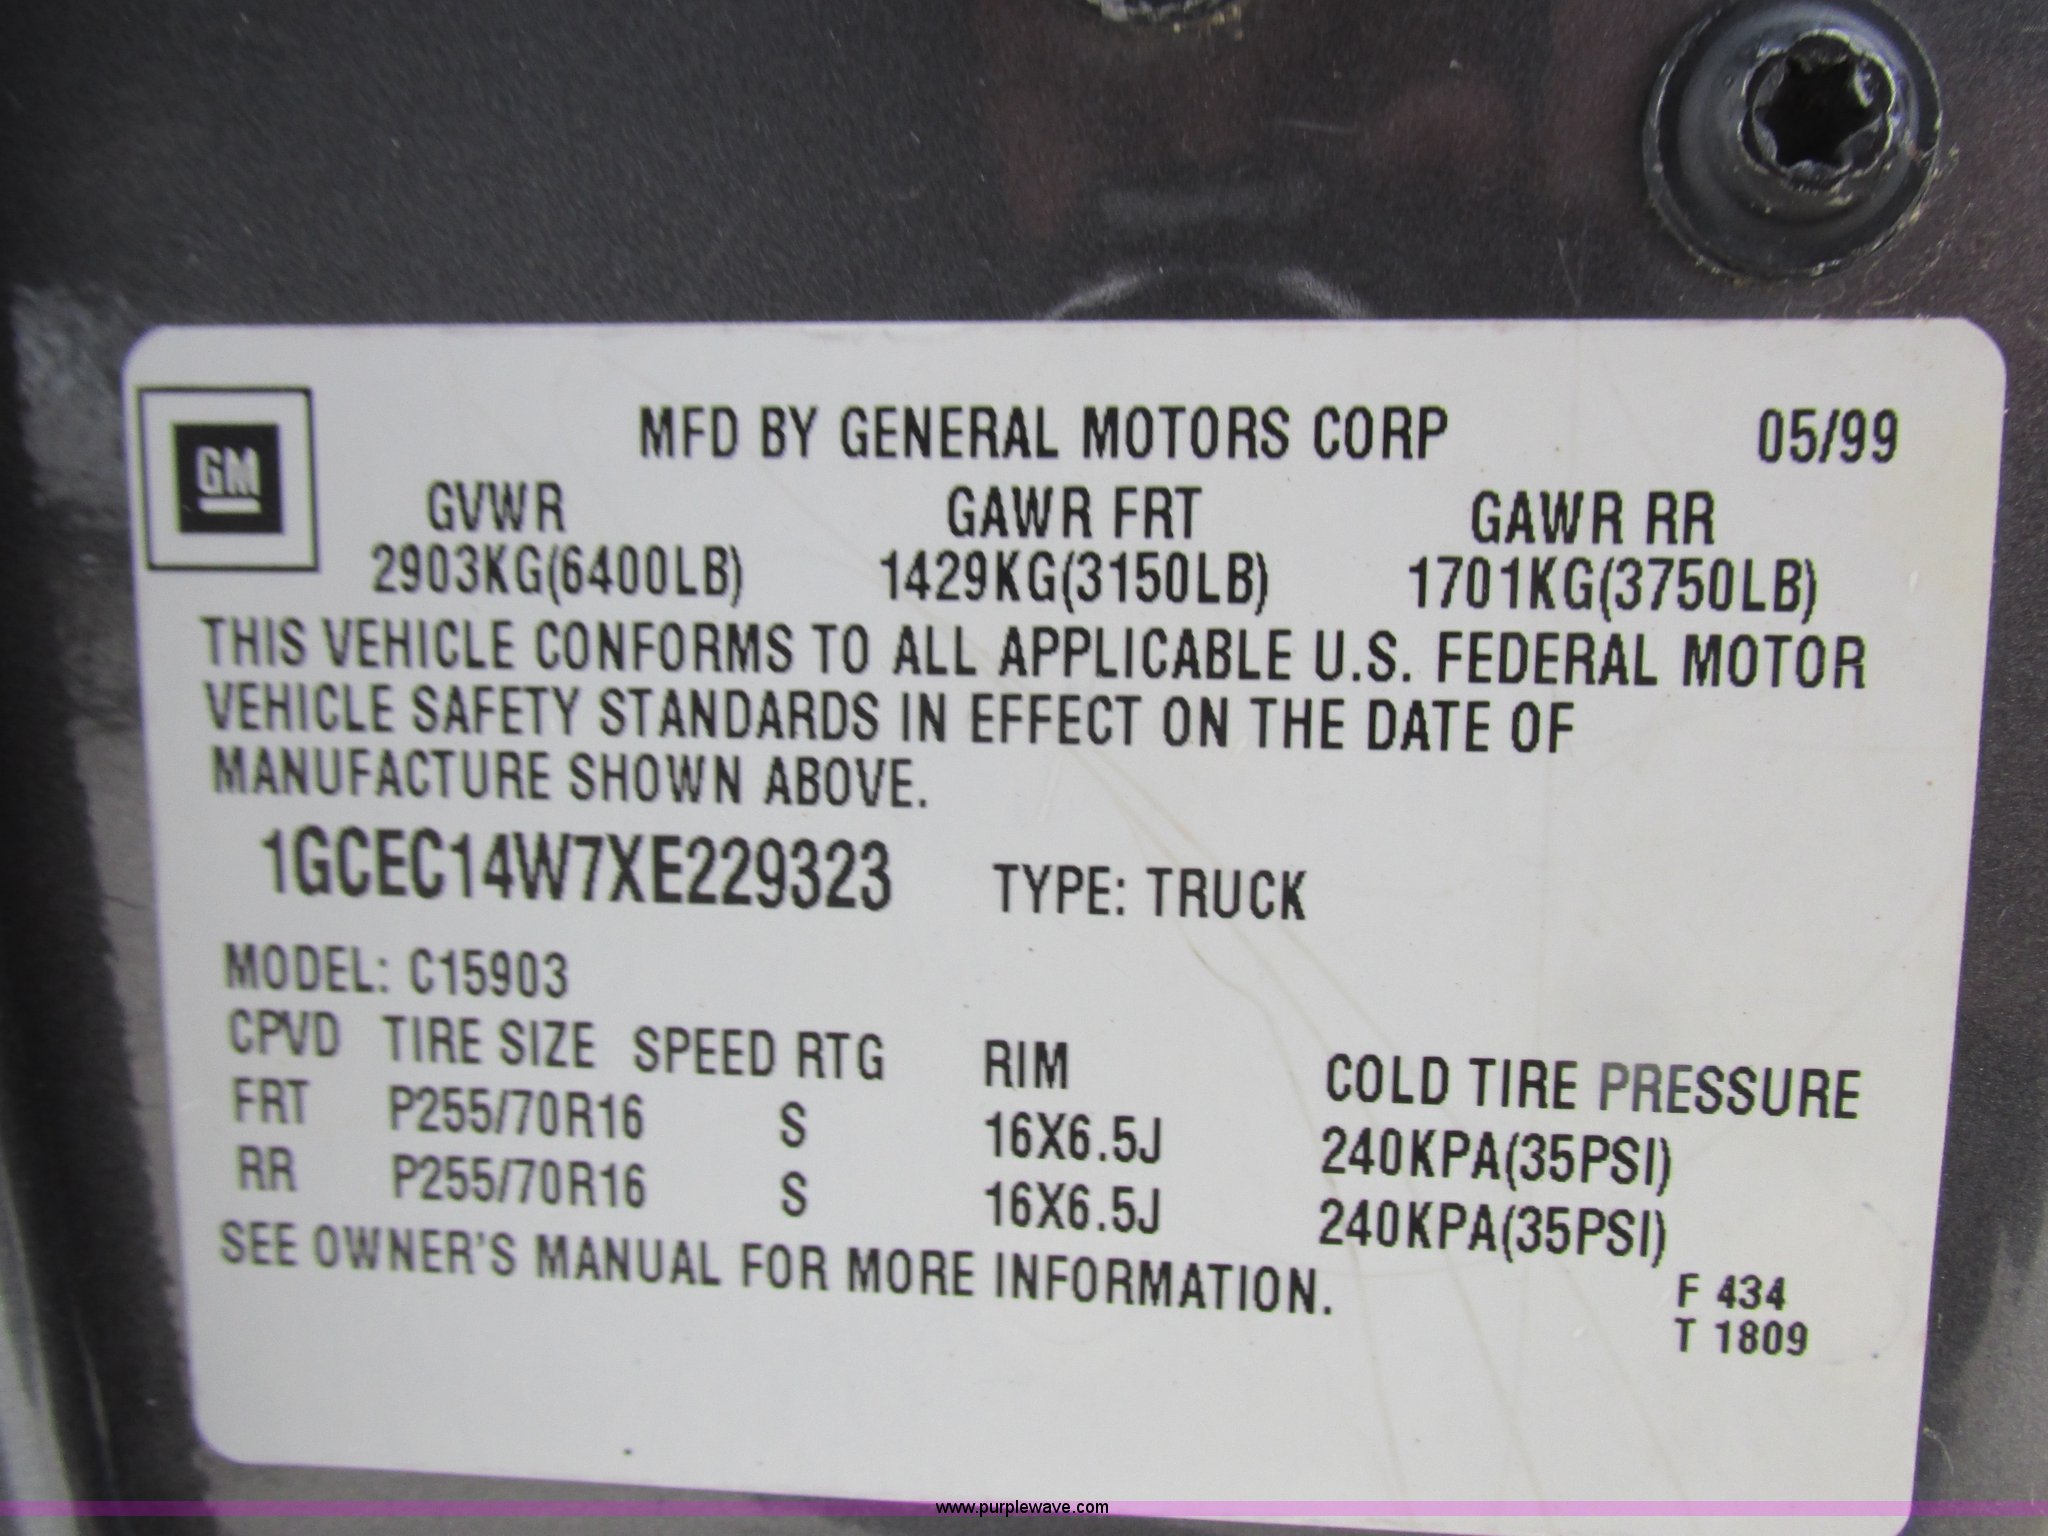 MFD BY GENERAL MOTORS CORP 05/99
GM
GVWR GAWR FRT GAWR RR
2903KG(6400LB) 1429KG(3150LB) 1701KG(3750LB)
THIS VEHICLE CONFORMS TO ALL APPLICABLE U.S. FEDERAL MOTOR
VEHICLE SAFETY STANDARDS IN EFFECT ON THE DATE OF
MANUFACTURE SHOWN ABOVE.
1GCEC14W7XE229323 TYPE: TRUCK
MODEL: C15903
CPVD TIRE SIZE SPEED RTG RIM COLD TIRE PRESSURE
FRT P255/70R16 S 16X6.5J 240KPA(35PSI)
RR P255/70R16 S 16X6.5J 240KPA(35PSI)
SEE OWNER'S MANUAL FOR MORE INFORMATION.
F 434
T 1809
www.purplewave.com